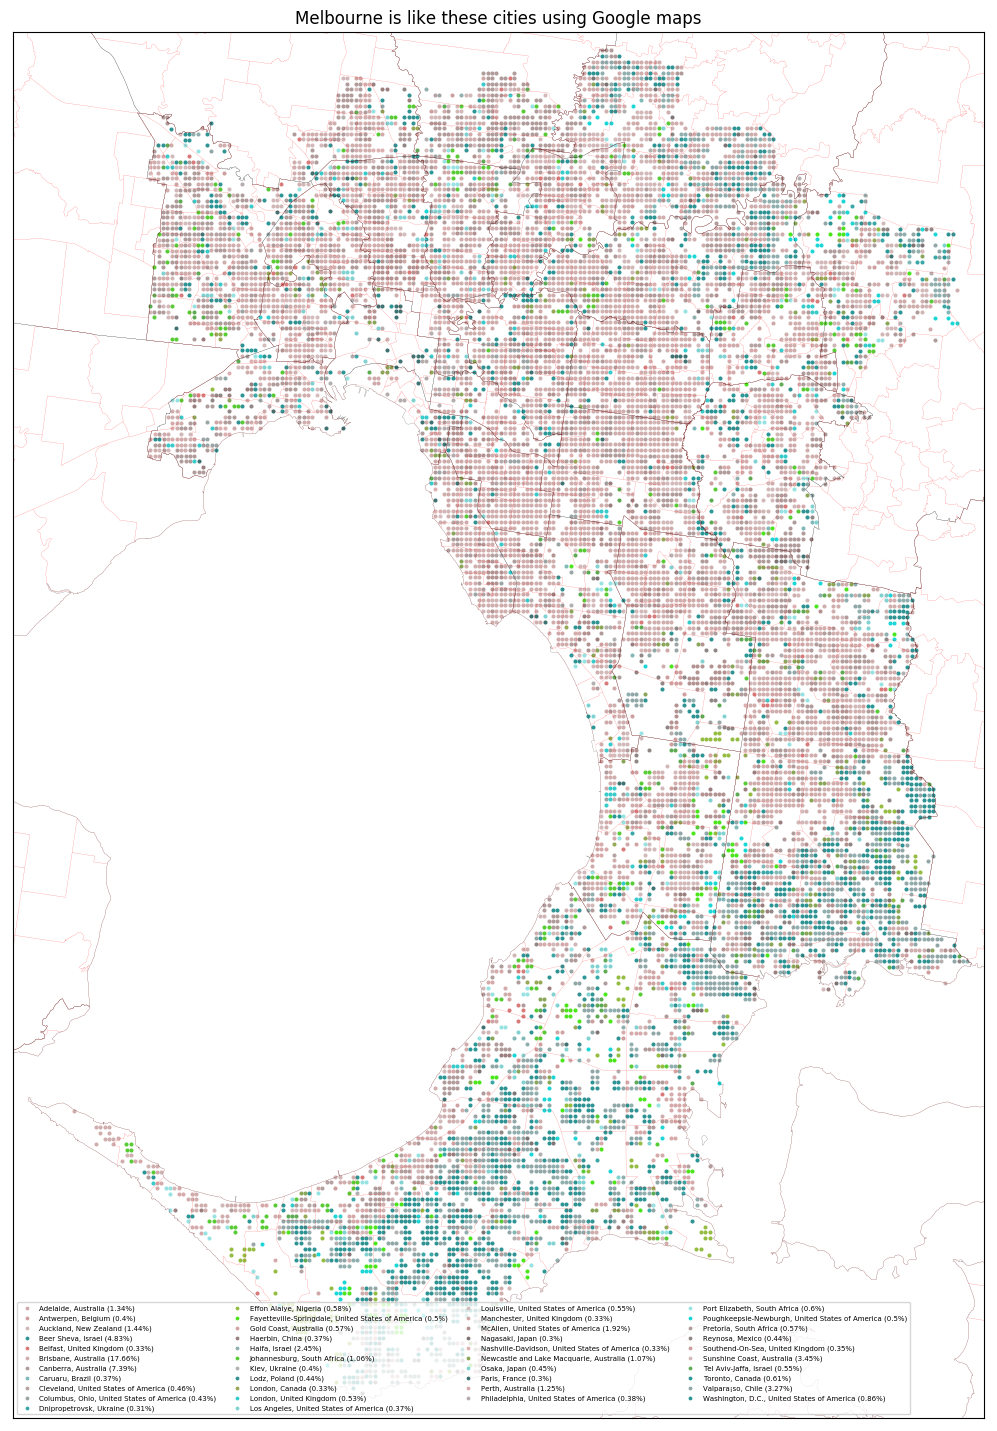 Melbourne is like these cities using Google maps
Adelaide, Australia (1.34%)
Antwerpen, Belgium (0.4%)
Auckland, New Zealand (1.44%)
Beer Sheva, Israel (4.83%)
Belfast, United Kingdom (0.33%)
Brisbane, Australia (17.66%)
Canberra, Australia (7.39%)
Caruaru, Brazil (0.37%)
Cleveland, United States of America (0.46%)
Columbus, Ohio, United States of America (0.43%)
Dnipropetrovsk, Ukraine (0.31%)
Effon Alaiye, Nigeria (0.58%)
Fayetteville-Springdale, United States of America (0.5%)
Gold Coast, Australia (0.57%)
Haerbin, China (0.37%)
Haifa, Israel (2.45%)
Johannesburg, South Africa (1.06%)
Kiev, Ukraine (0.4%)
Lodz, Poland (0.44%)
London, Canada (0.33%)
London, United Kingdom (0.53%)
Los Angeles, United States of America (0.37%)
Louisville, United States of America (0.55%)
Manchester, United Kingdom (0.33%)
McAllen, United States of America (1.92%)
Nagasaki, Japan (0.3%)
Nashville-Davidson, United States of America (0.33%)
Newcastle and Lake Macquarie, Australia (1.07%)
Osaka, Japan (0.45%)
Paris, France (0.3%)
Perth, Australia (1.25%)
Philadelphia, United States of America (0.38%)
Port Elizabeth, South Africa (0.6%)
Poughkeepsie-Newburgh, United States of America (0.5%)
Pretoria, South Africa (0.57%)
Reynosa, Mexico (0.44%)
Southend-On-Sea, United Kingdom (0.35%)
Sunshine Coast, Australia (3.45%)
Tel Aviv-Jaffa, Israel (0.55%)
Toronto, Canada (0.61%)
Valparaıso, Chile (3.27%)
Washington, D.C., United States of America (0.86%)